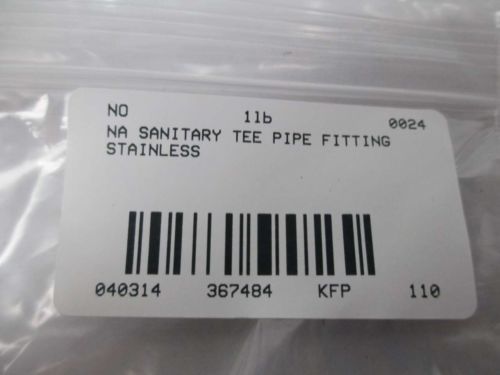 NO 1lb 0024
NA SANITARY TEE PIPE FITTING
STAINLESS
040314 367484 KFP 110